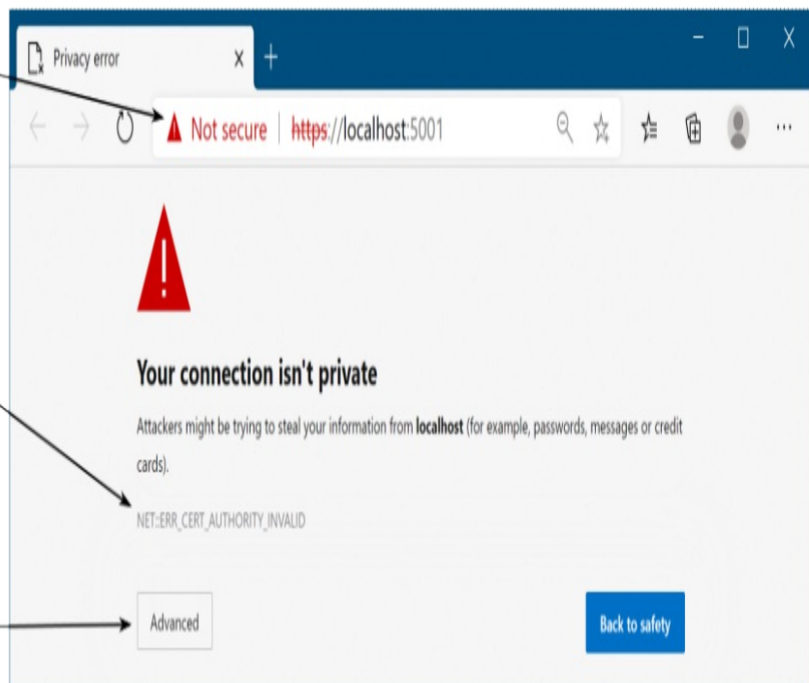 Privacy error
Not secure | https://localhost:5001
Your connection isn't private
Attackers might be trying to steal your information from localhost (for example, passwords, messages or credit
cards).
NET::ERR_CERT_AUTHORITY_INVALID
Advanced
Back to safety